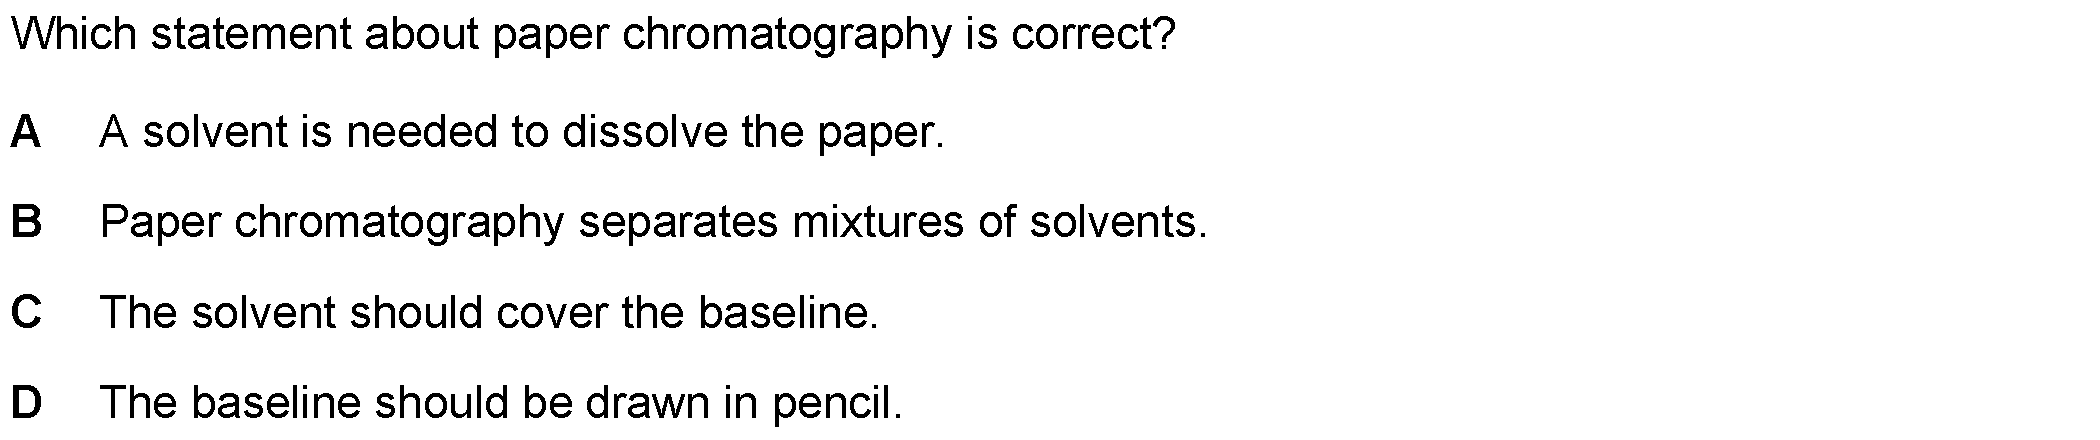 Which statement about paper chromatography is correct?
A A solvent is needed to dissolve the paper.
B Paper chromatography separates mixtures of solvents.
C The solvent should cover the baseline.
D The baseline should be drawn in pencil.